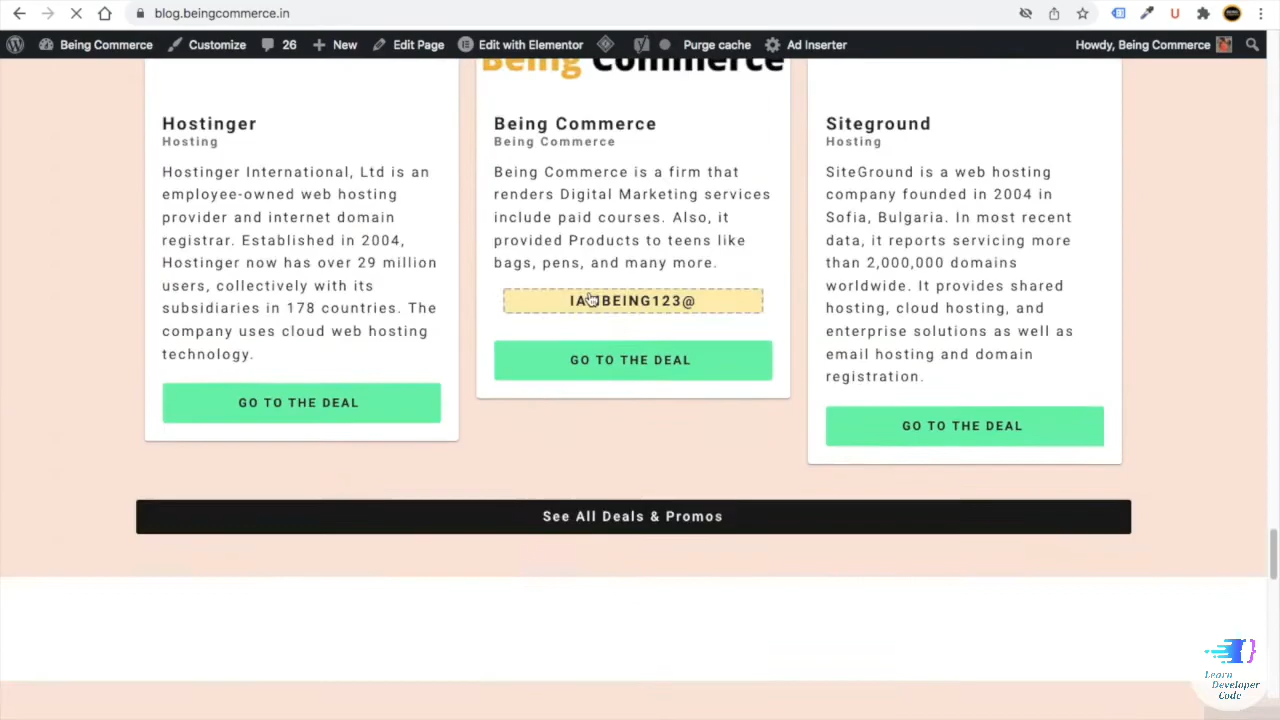 blog.beingcommerce.in
Being Commerce Customize 26 New Edit Page Edit with Elementor Purge cache Ad Inserter Howdy, Being Commerce
Being Commerce
Hostinger
Hosting
Hostinger International, Ltd is an
employee-owned web hosting
provider and internet domain
registrar. Established in 2004,
Hostinger now has over 29 million
users, collectively with its
subsidiaries in 178 countries. The
company uses cloud web hosting
technology.
GO TO THE DEAL
Being Commerce
Being Commerce
Being Commerce is a firm that
renders Digital Marketing services
include paid courses. Also, it
provided Products to teens like
bags, pens, and many more.
GO TO THE DEAL
Siteground
Hosting
SiteGround is a web hosting
company founded in 2004 in
Sofia, Bulgaria. In most recent
data, it reports servicing more
than 2,000,000 domains
worldwide. It provides shared
hosting, cloud hosting, and
enterprise solutions as well as
email hosting and domain
registration.
GO TO THE DEAL
See All Deals & Promos
Learn
Developer
Code